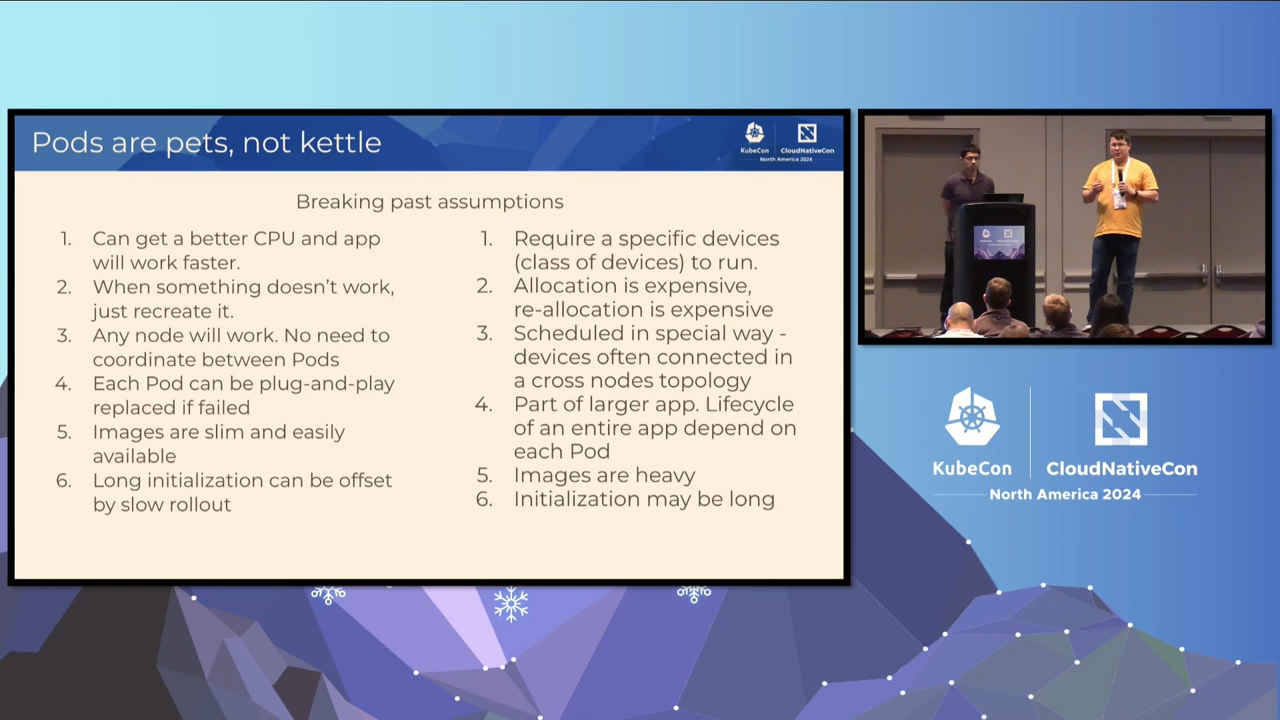 Pods are pets, not kettle
KubeCon
CloudNativeCon
North America 2024
Breaking past assumptions
1. Can get a better CPU and app
will work faster.
2. When something doesn't work,
just recreate it.
3. Any node will work. No need to
coordinate between Pods
4. Each Pod can be plug-and-play
replaced if failed
5. Images are slim and easily
available
6. Long initialization can be offset
by slow rollout
1. Require a specific devices
(class of devices) to run.
2. Allocation is expensive,
re-allocation is expensive
3. Scheduled in special way -
devices often connected in
a cross nodes topology
4. Part of larger app. Lifecycle
of an entire app depend on
each Pod
5. Images are heavy
6. Initialization may be long
KubeCon
CloudNativeCon
North America 2024